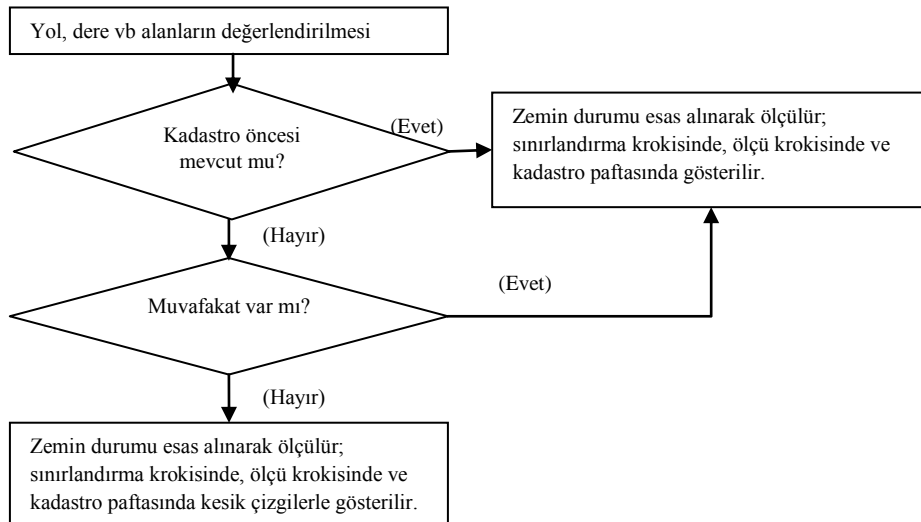 Yol, dere vb alanların değerlendirilmesi
Kadastro öncesi
mevcut mu?
(Evet)
Zemin durumu esas alınarak ölçülür;
sınırlandırma krokisinde, ölçü krokisinde ve
kadastro paftasında gösterilir.
(Hayır)
Muvafakat var mı?
(Evet)
(Hayır)
Zemin durumu esas alınarak ölçülür;
sınırlandırma krokisinde, ölçü krokisinde ve
kadastro paftasında kesik çizgilerle gösterilir.